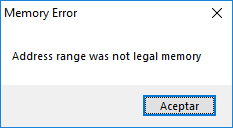 Memory Error
Address range was not legal memory
Aceptar